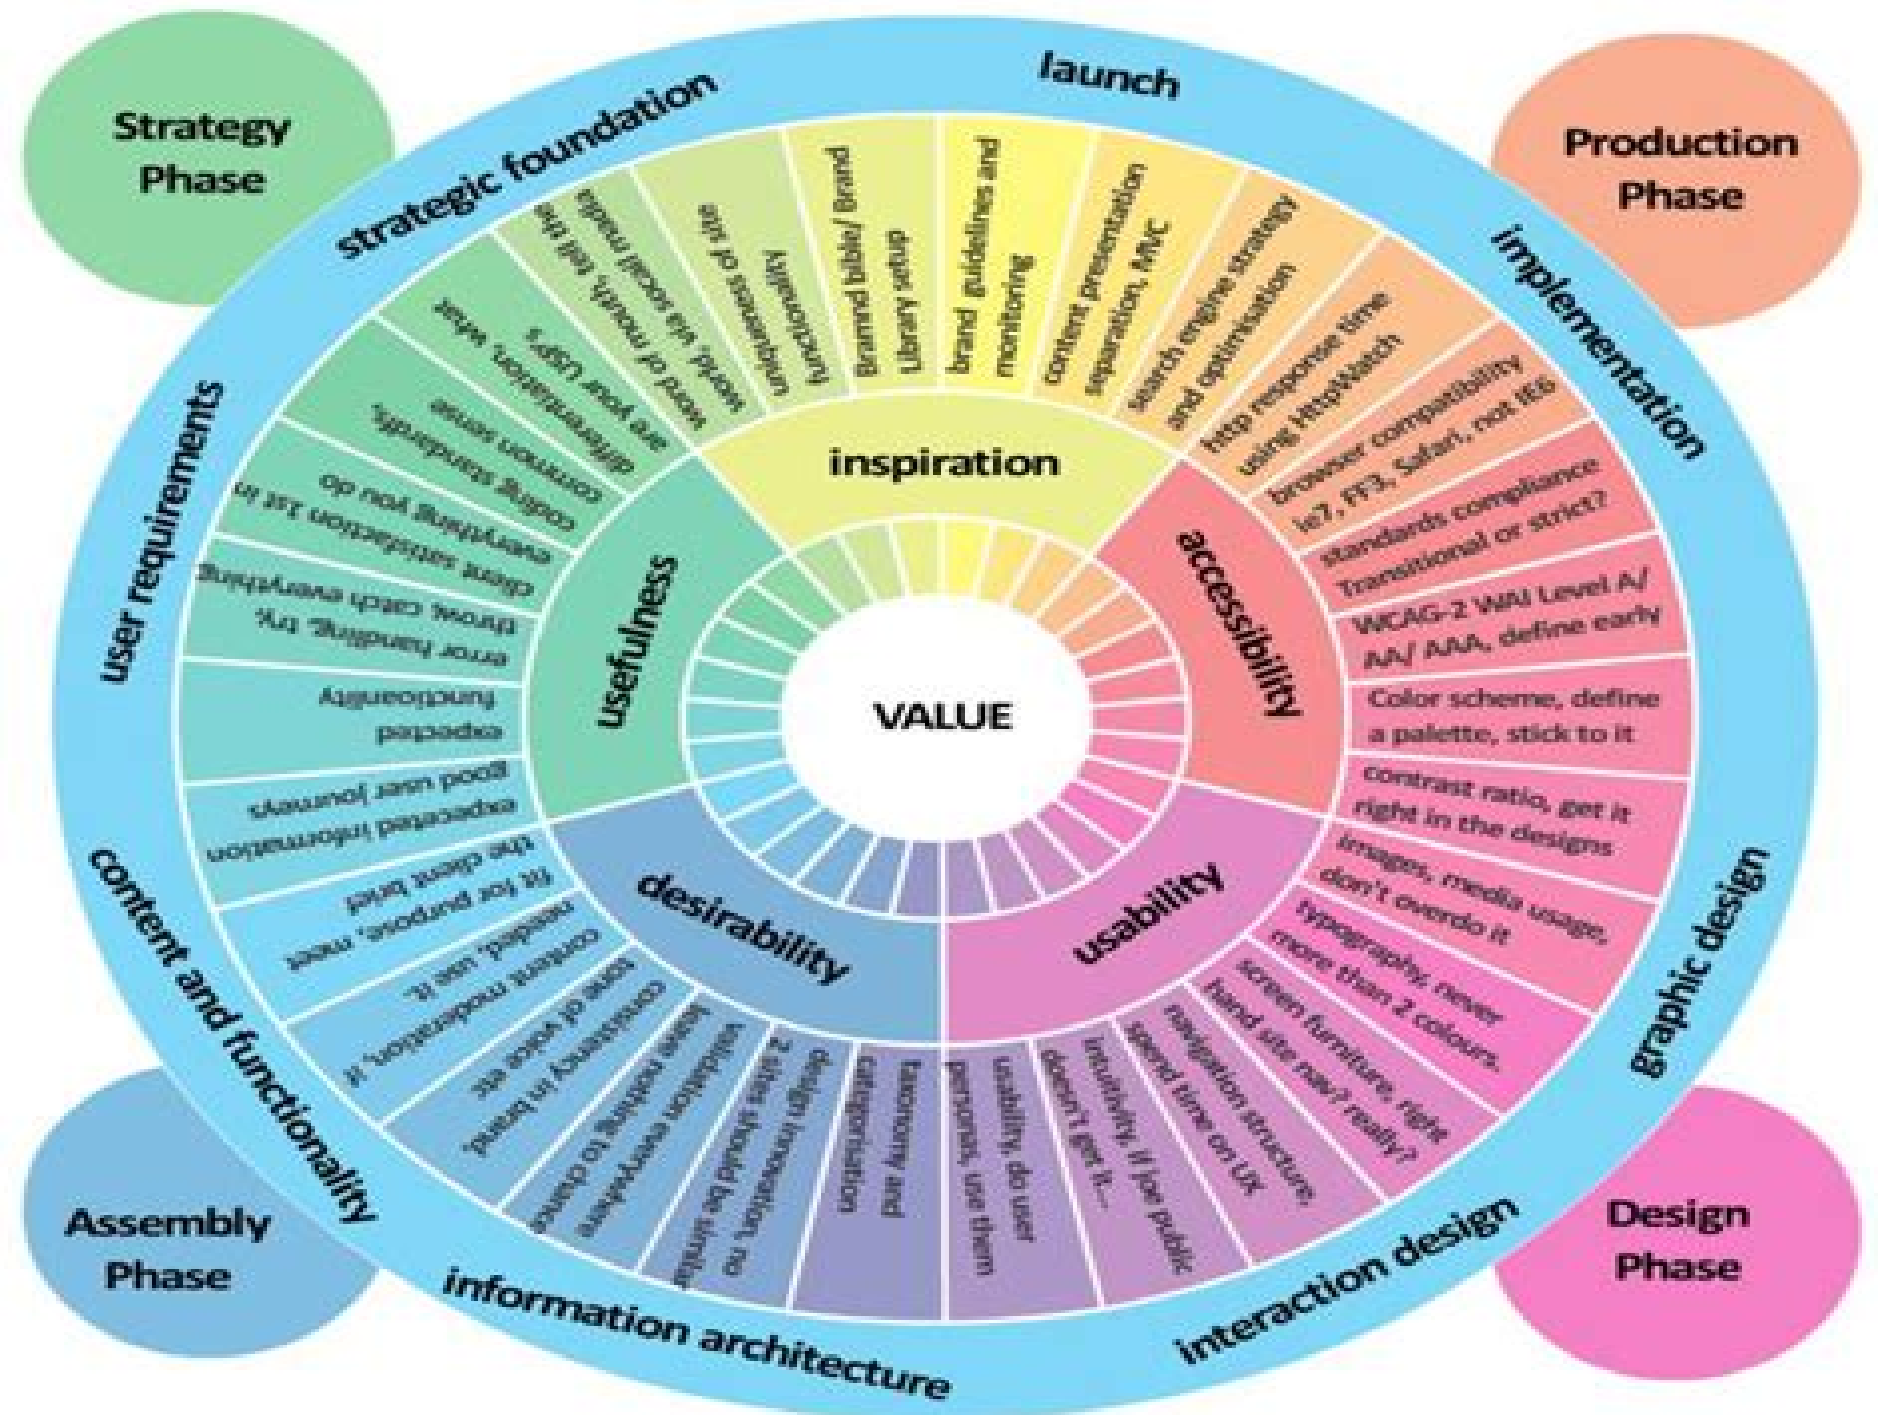 Strategy
Phase
Production
Phase
Assembly
Phase
Design
Phase
launch
implementation
graphic design
interaction design
information architecture
content and functionality
user requirements
strategic foundation
inspiration
accessibility
usability
desirability
usefulness
VALUE
brand guidelines and
monitoring
content presentation
separation, MVC
search engine strategy
and optimisation
http response time
using HttpWatch
browser compatibility
ie7, FF3, Safari, not IE6
standards compliance
Transitional or strict?
WCAG-2 WAI Level A/
AA/ AAA, define early
Color scheme, define
a palette, stick to it
contrast ratio, get it
right in the designs
images, media usage,
don't overdo it
typography, never
more than 2 colours.
screen furniture, right
hand site nav? really?
navigation structure,
spend time on UX
intuitivity, if joe public
doesn't get it...
usability, do user
personas, use them
taxonomy and
catagorisation
design innovation, no
2 sites should be similar
validation everywhere
leave nothing to chance
consistency in brand,
tone of voice etc
content moderation, if
needed, use it.
fit for purpose, meet
the client brief
expeceted information
good user journeys
expected
functioanlity
error handling, try,
throw, catch everything
client satisfaction 1st in
everything you do
coding standards,
common sense
differentiation, what
are your USP's
word of mouth, tell the
world, via social media
uniqueness of site
functionality
bible/ Brand
Library setup